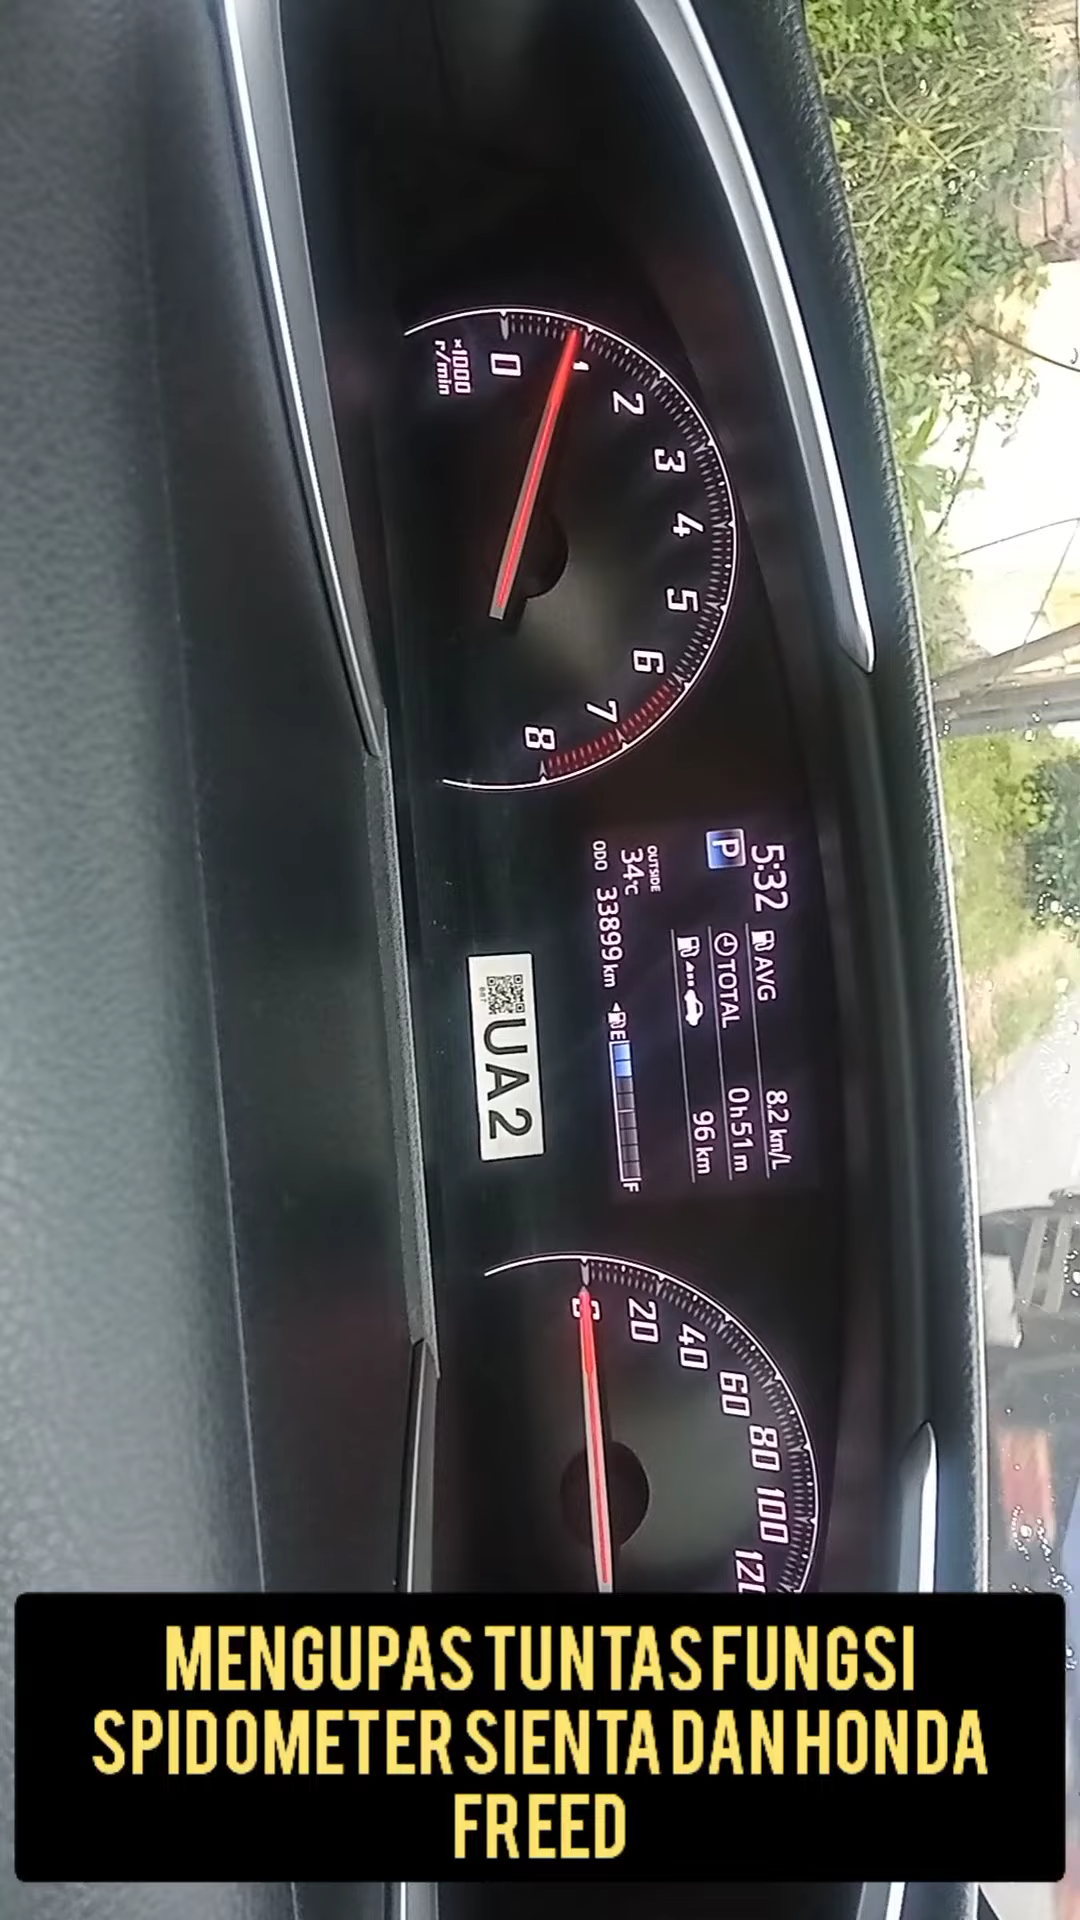 ×1000
r/min
0
1
2
3
4
5
6
7
8
5:32
P
AVG 8.2 km/L
TOTAL 0h51m
96 km
OUTSIDE
34°C
ODO 33899 km
E F
UA2
0
20
40
60
80
100
MENGUPAS TUNTAS FUNGSI
SPIDOMETER SIENTA DAN HONDA
FREED